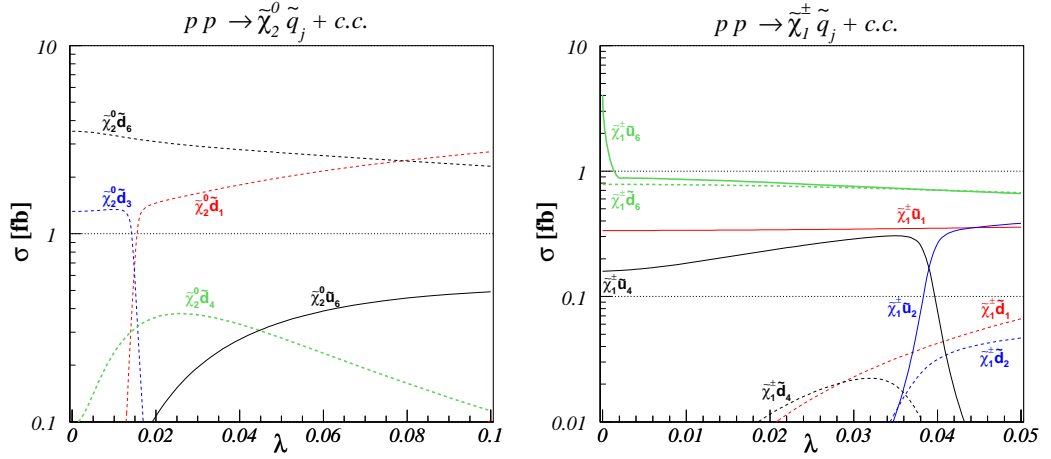 p p → χ̃₂⁰ q̃ⱼ + c.c.
10
χ̃₂⁰d̃₆
χ̃₂⁰d̃₃
χ̃₂⁰d̃₁
σ [fb]
1
χ̃₂⁰d̃₄
χ̃₂⁰ũ₆
0.1
0 0.02 0.04 0.06 0.08 0.1
λ
p p → χ̃₁± q̃ⱼ + c.c.
10
χ̃₁±ũ₆
1
χ̃₁±d̃₆
χ̃₁±ũ₁
σ [fb]
χ̃₁±ũ₄
0.1
χ̃₁±ũ₂
χ̃₁±d̃₁
χ̃₁±d̃₂
χ̃₁±d̃₄
0.01
0 0.01 0.02 0.03 0.04 0.05
λ